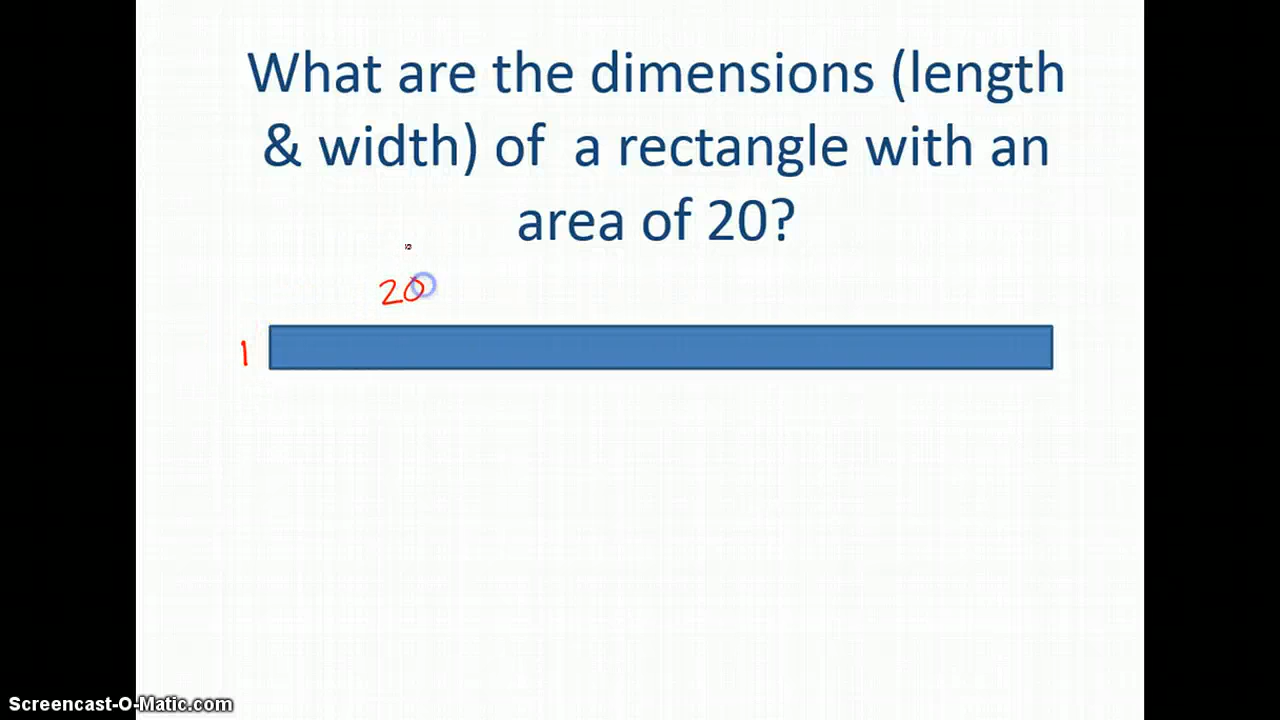 What are the dimensions (length
& width) of a rectangle with an
area of 20?
20
1
Screencast-O-Matic.com